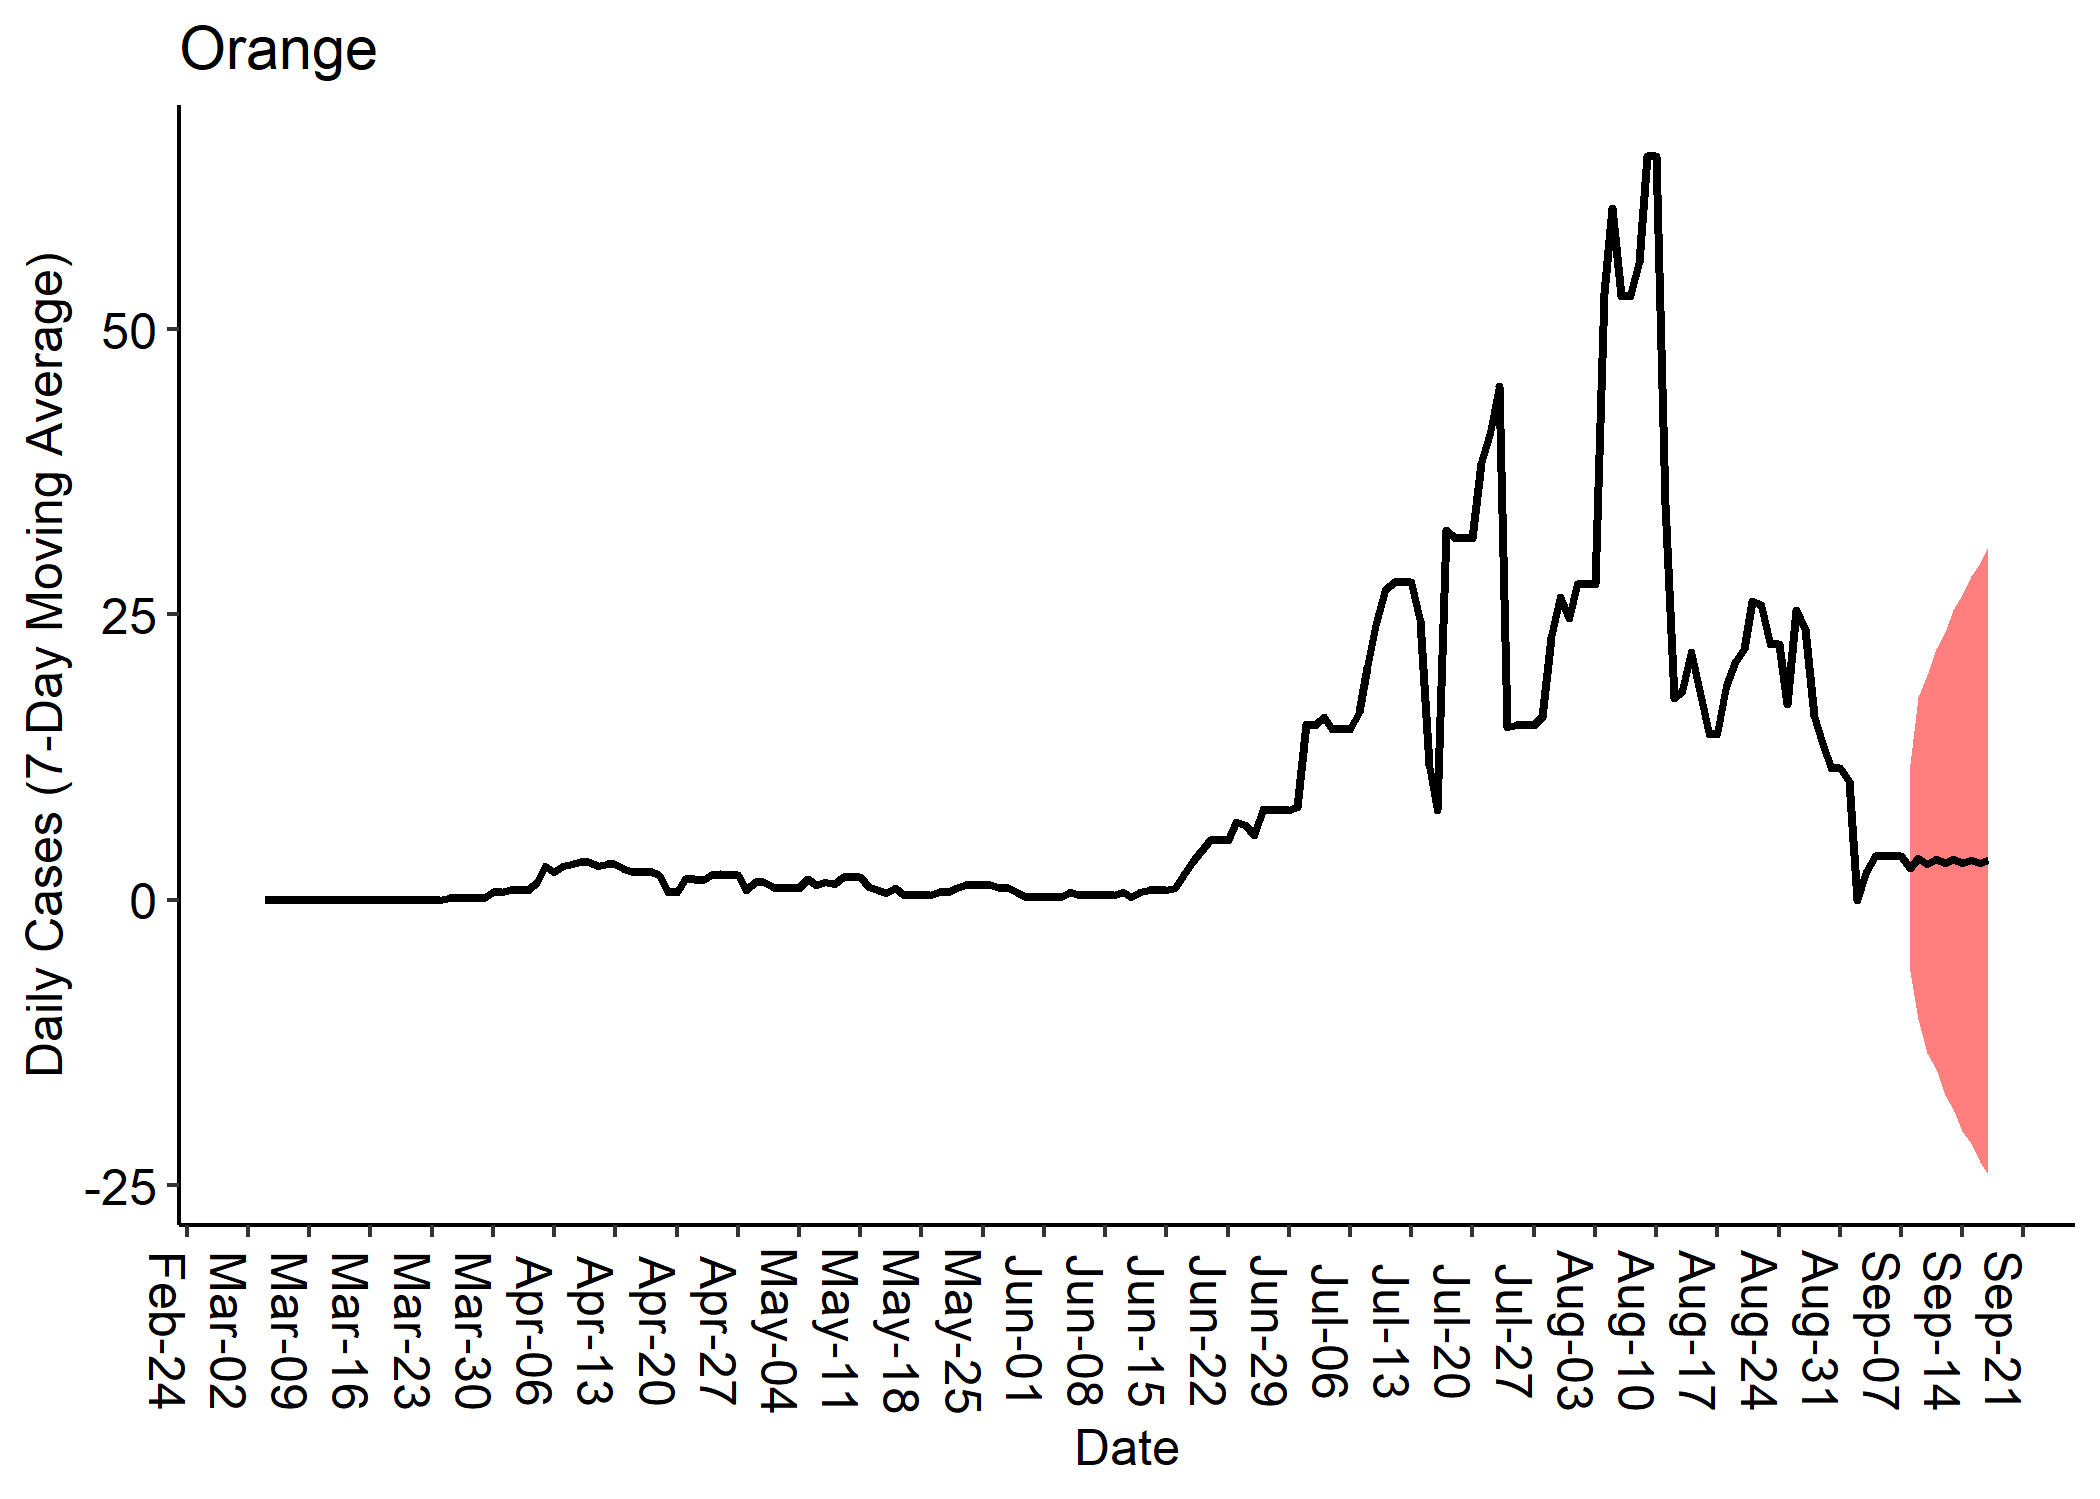 Orange
Daily Cases (7-Day Moving Average)
50
25
0
-25
Feb-24
Mar-02
Mar-09
Mar-16
Mar-23
Mar-30
Apr-06
Apr-13
Apr-20
Apr-27
May-04
May-11
May-18
May-25
Jun-01
Jun-08
Jun-15
Jun-22
Jun-29
Jul-06
Jul-13
Jul-20
Jul-27
Aug-03
Aug-10
Aug-17
Aug-24
Aug-31
Sep-07
Sep-14
Sep-21
Date